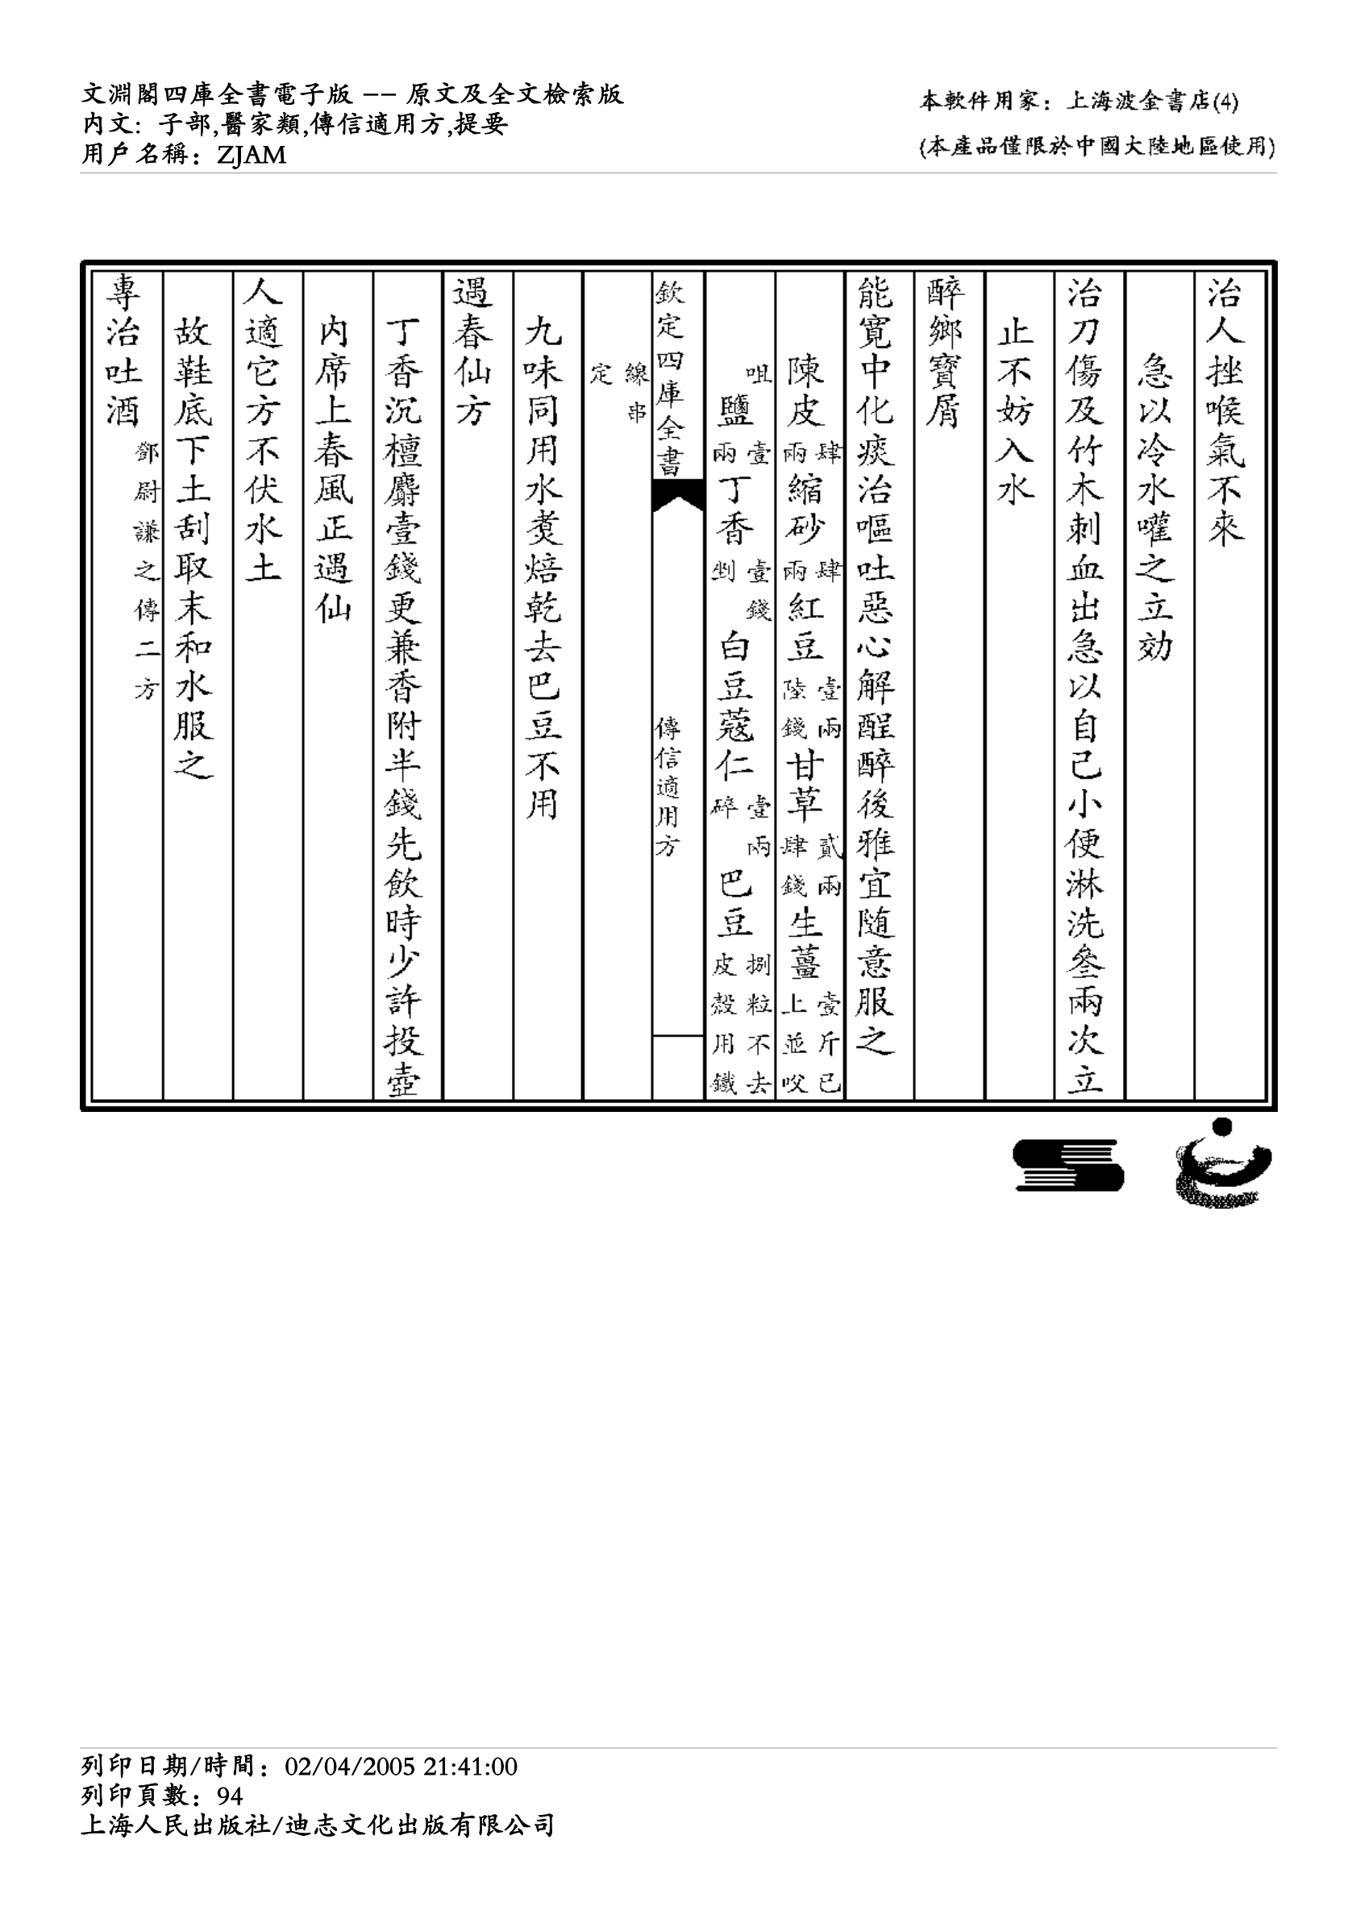 文淵閣四庫全書電子版 -- 原文及全文檢索版
內文: 子部,醫家類,傳信適用方,提要
用戶名稱：ZJAM
本軟件用家：上海波金書店(4)
(本產品僅限於中國大陸地區使用)
治人挫喉氣不來
急以冷水嚾之立効
治刀傷及竹木刺血出急以自己小便淋洗叄兩次立
止不妨入水
醉鄉寶屑
能寬中化痰治嘔吐惡心解酲醉後雅宜隨意服之
陳皮肆兩縮砂肆兩紅豆壹兩陸錢甘草貳兩肆錢生薑壹斤已上並㕮
咀鹽壹兩丁香壹錢剉白豆蔻仁壹兩碎巴豆捌粒不去皮殼用鐵
欽定四庫全書
傳信適用方
線串定
九味同用水煑焙乾去巴豆不用
遇春仙方
丁香沉檀麝壹錢更兼香附半錢先飲時少許投壺
內席上春風正遇仙
人適它方不伏水土
故鞋底下土刮取末和水服之
專治吐酒鄧尉謙之傳二方
列印日期/時間：02/04/2005 21:41:00
列印頁數：94
上海人民出版社/迪志文化出版有限公司